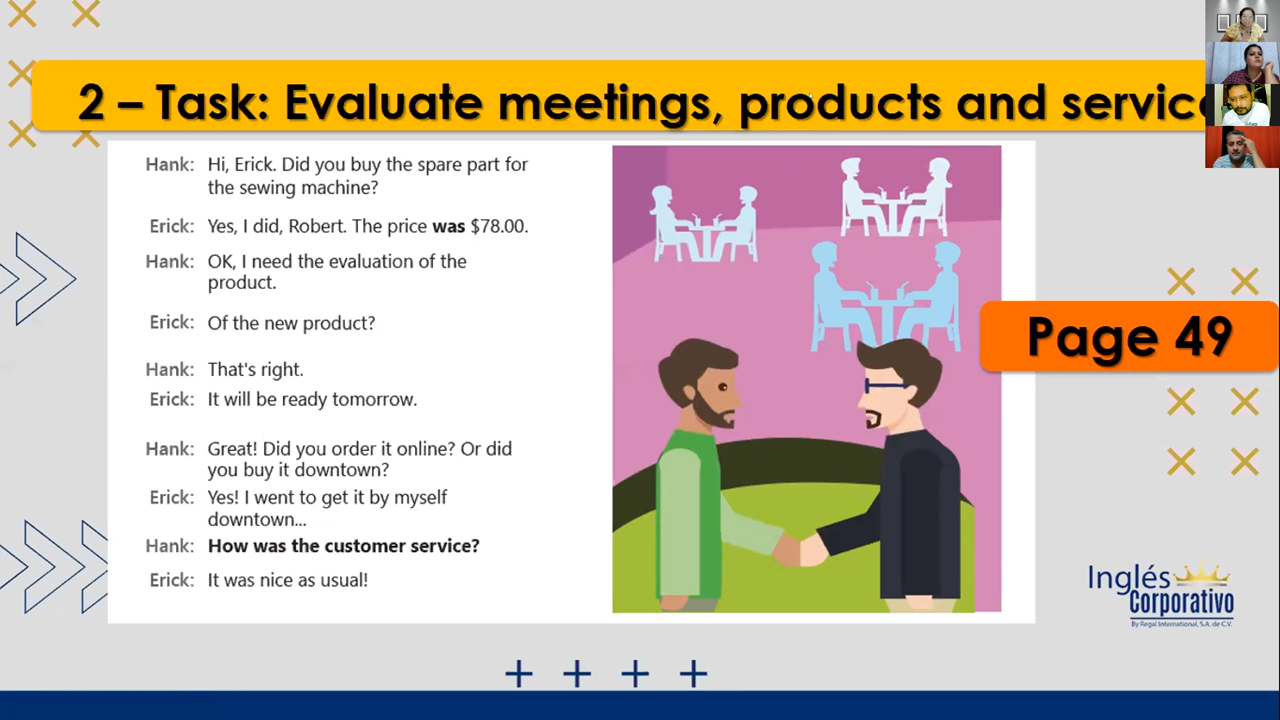 2 – Task: Evaluate meetings, products and servic
Hank: Hi, Erick. Did you buy the spare part for
the sewing machine?
Erick: Yes, I did, Robert. The price was $78.00.
Hank: OK, I need the evaluation of the
product.
Erick: Of the new product?
Hank: That's right.
Erick: It will be ready tomorrow.
Hank: Great! Did you order it online? Or did
you buy it downtown?
Erick: Yes! I went to get it by myself
downtown...
Hank: How was the customer service?
Erick: It was nice as usual!
Page 49
Inglés
Corporativo
By Regal International, S.A. de C.V.